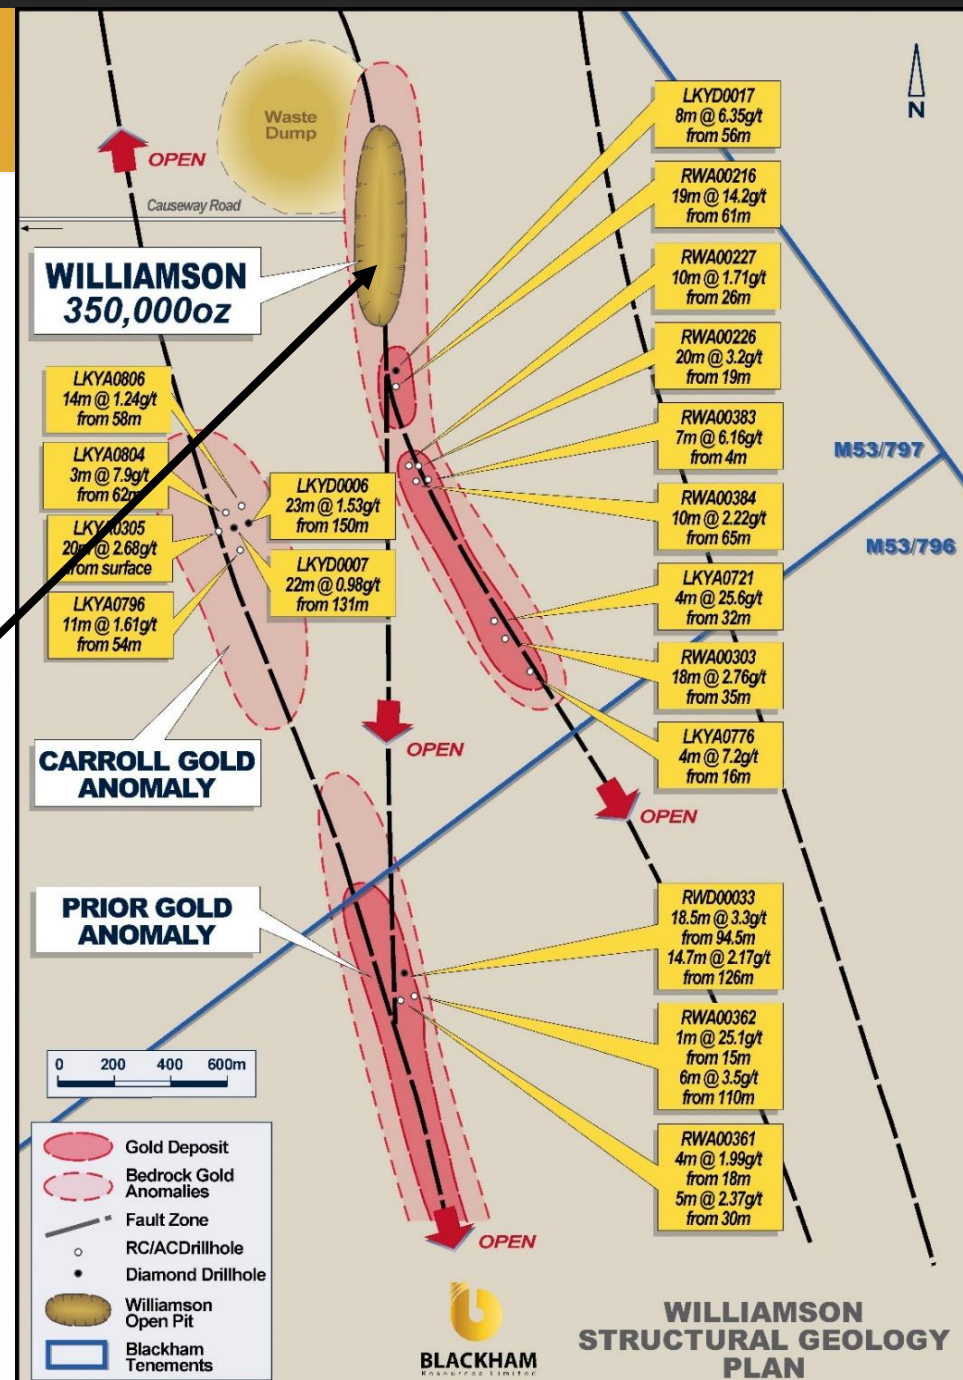 Waste
Dump
N
OPEN
Causeway Road
WILLIAMSON
350,000oz
LKYD0017
8m @ 6.35g/t
from 56m
RWA00216
19m @ 14.2g/t
from 61m
RWA00227
10m @ 1.71g/t
from 26m
RWA00226
20m @ 3.2g/t
from 19m
RWA00383
7m @ 6.16g/t
from 4m
RWA00384
10m @ 2.22g/t
from 65m
LKYA0721
4m @ 25.6g/t
from 32m
RWA00303
18m @ 2.76g/t
from 35m
LKYA0776
4m @ 7.2g/t
from 16m
M53/797
M53/796
LKYA0806
14m @ 1.24g/t
from 58m
LKYA0804
3m @ 7.9g/t
from 62m
LKYA0305
20m @ 2.68g/t
from surface
LKYA0796
11m @ 1.61g/t
from 54m
LKYD0006
23m @ 1.53g/t
from 150m
LKYD0007
22m @ 0.98g/t
from 131m
CARROLL GOLD
ANOMALY
OPEN
OPEN
PRIOR GOLD
ANOMALY
RWD00033
18.5m @ 3.3g/t
from 94.5m
14.7m @ 2.17g/t
from 126m
RWA00362
1m @ 25.1g/t
from 15m
6m @ 3.5g/t
from 110m
RWA00361
4m @ 1.99g/t
from 18m
5m @ 2.37g/t
from 30m
OPEN
0 200 400 600m
Gold Deposit
Bedrock Gold
Anomalies
Fault Zone
RC/ACDrillhole
Diamond Drillhole
Williamson
Open Pit
Blackham
Tenements
BLACKHAM
Resources Limited
WILLIAMSON
STRUCTURAL GEOLOGY
PLAN